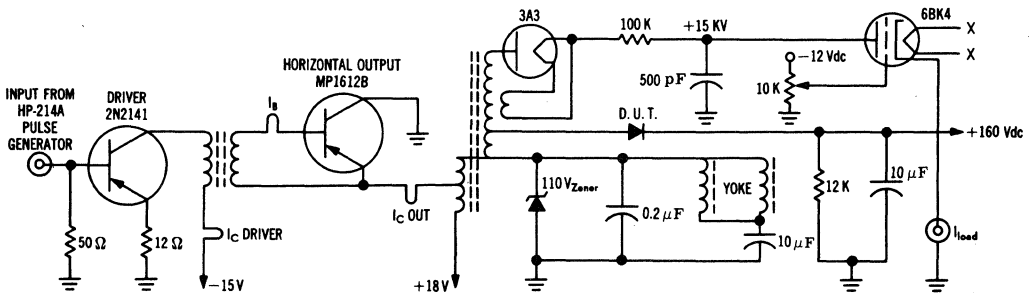 3A3
100 K
+15 KV
6BK4
X
X
500 pF
−12 Vdc
10 K
HORIZONTAL OUTPUT
MP1612B
INPUT FROM
HP-214A
PULSE
GENERATOR
DRIVER
2N2141
I_B
D. U. T.
+160 Vdc
110 V_Zener
0.2 μF
YOKE
10 μF
12 K
10 μF
I_C OUT
I_C DRIVER
50 Ω
12 Ω
I_load
−15V
+18V